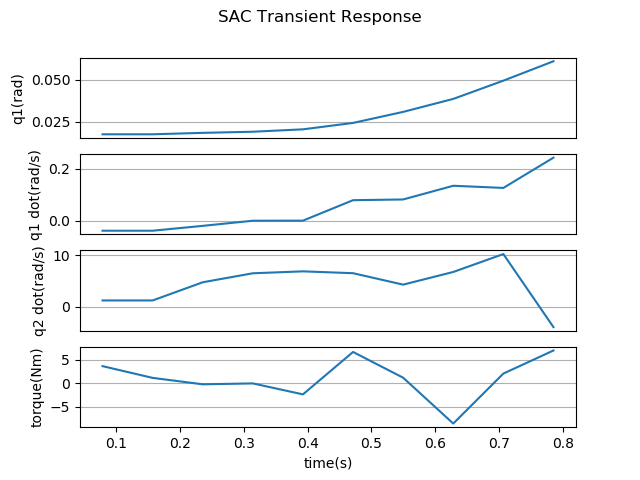 SAC Transient Response
q1(rad)
0.050
0.025
q1 dot(rad/s)
0.2
0.0
q2 dot(rad/s)
10
0
torque(Nm)
5
0
−5
0.1 0.2 0.3 0.4 0.5 0.6 0.7 0.8
time(s)